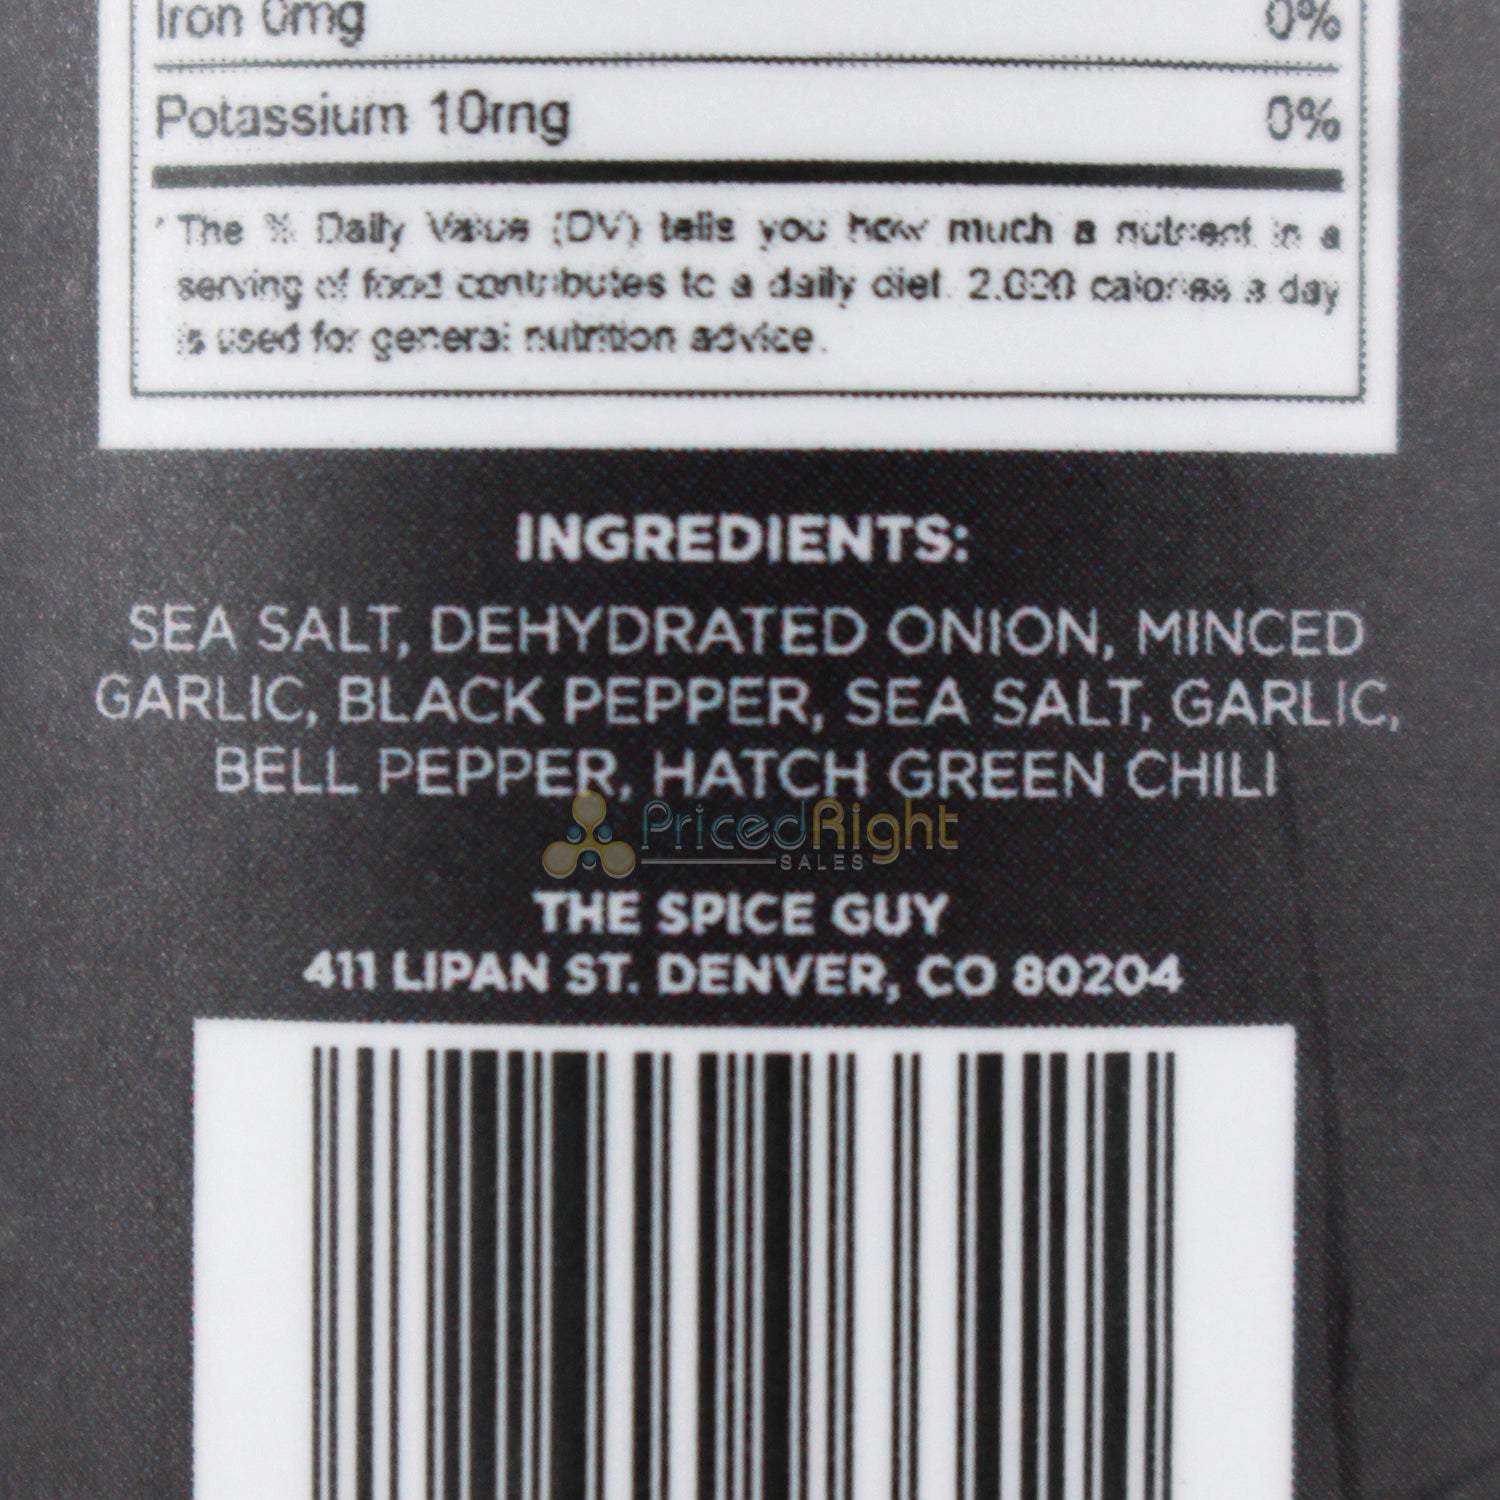 Iron 0mg 0%
Potassium 10mg 0%
* The % Daily Value (DV) tells you how much a nutrient in a
serving of food contributes to a daily diet. 2,000 calories a day
is used for general nutrition advice.
INGREDIENTS:
SEA SALT, DEHYDRATED ONION, MINCED
GARLIC, BLACK PEPPER, SEA SALT, GARLIC,
BELL PEPPER, HATCH GREEN CHILI
PricedRight
SALES
THE SPICE GUY
411 LIPAN ST. DENVER, CO 80204